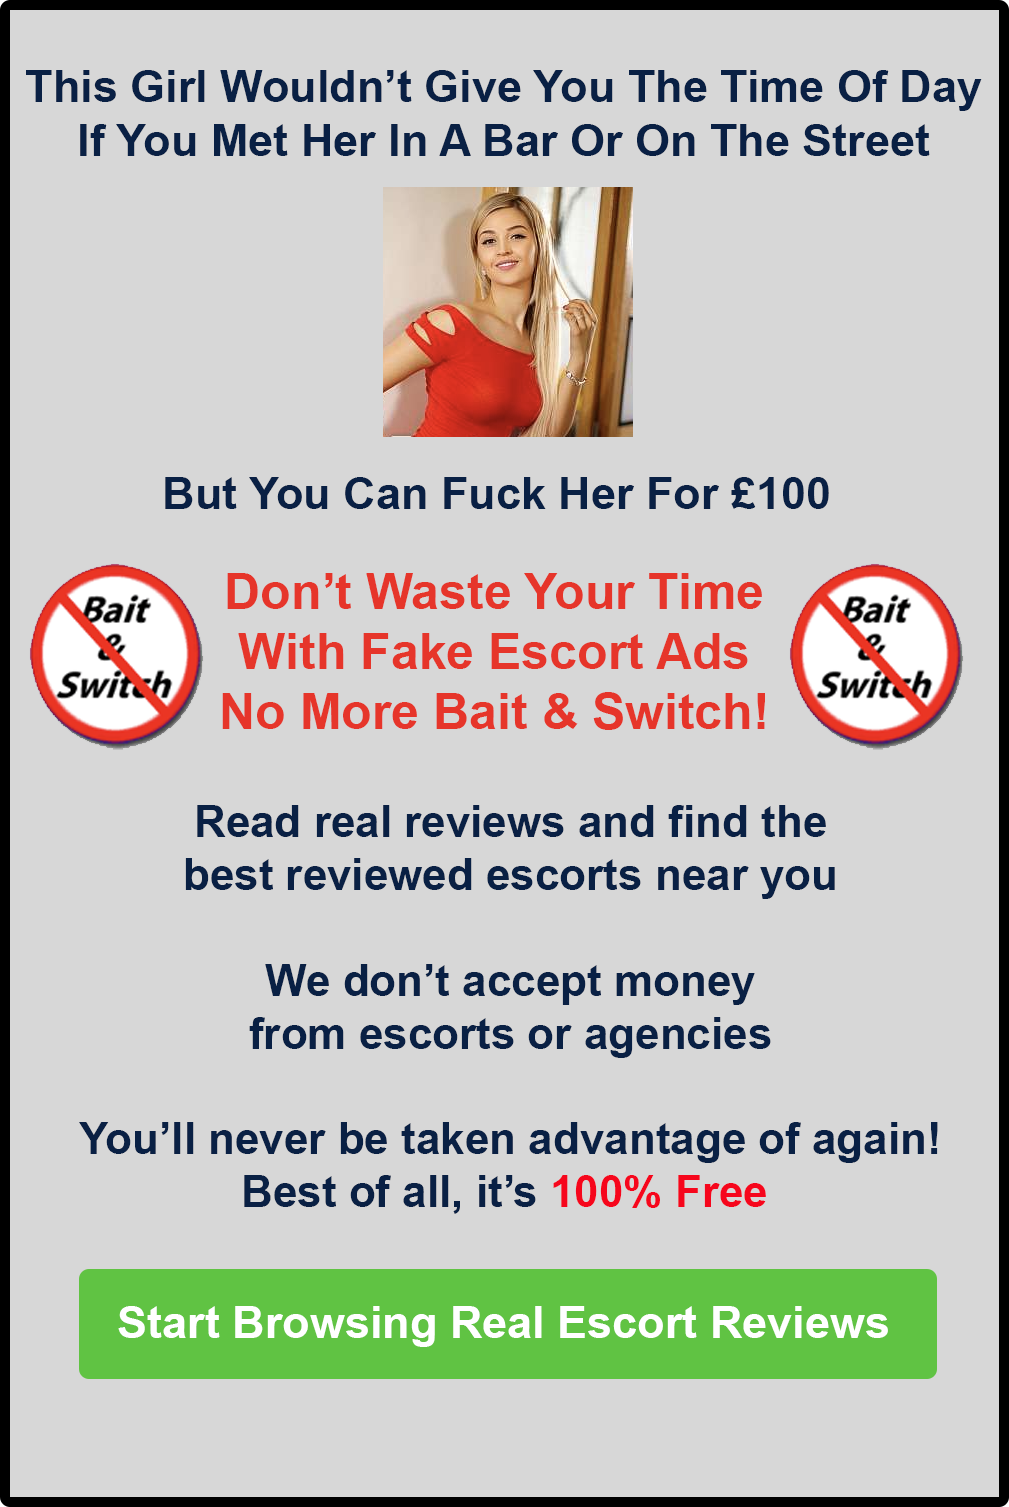 This Girl Wouldn’t Give You The Time Of Day
If You Met Her In A Bar Or On The Street
But You Can Fuck Her For £100
Bait
&
Switch
Don’t Waste Your Time
With Fake Escort Ads
No More Bait & Switch!
Bait
&
Switch
Read real reviews and find the
best reviewed escorts near you
We don’t accept money
from escorts or agencies
You’ll never be taken advantage of again!
Best of all, it’s 100% Free
Start Browsing Real Escort Reviews